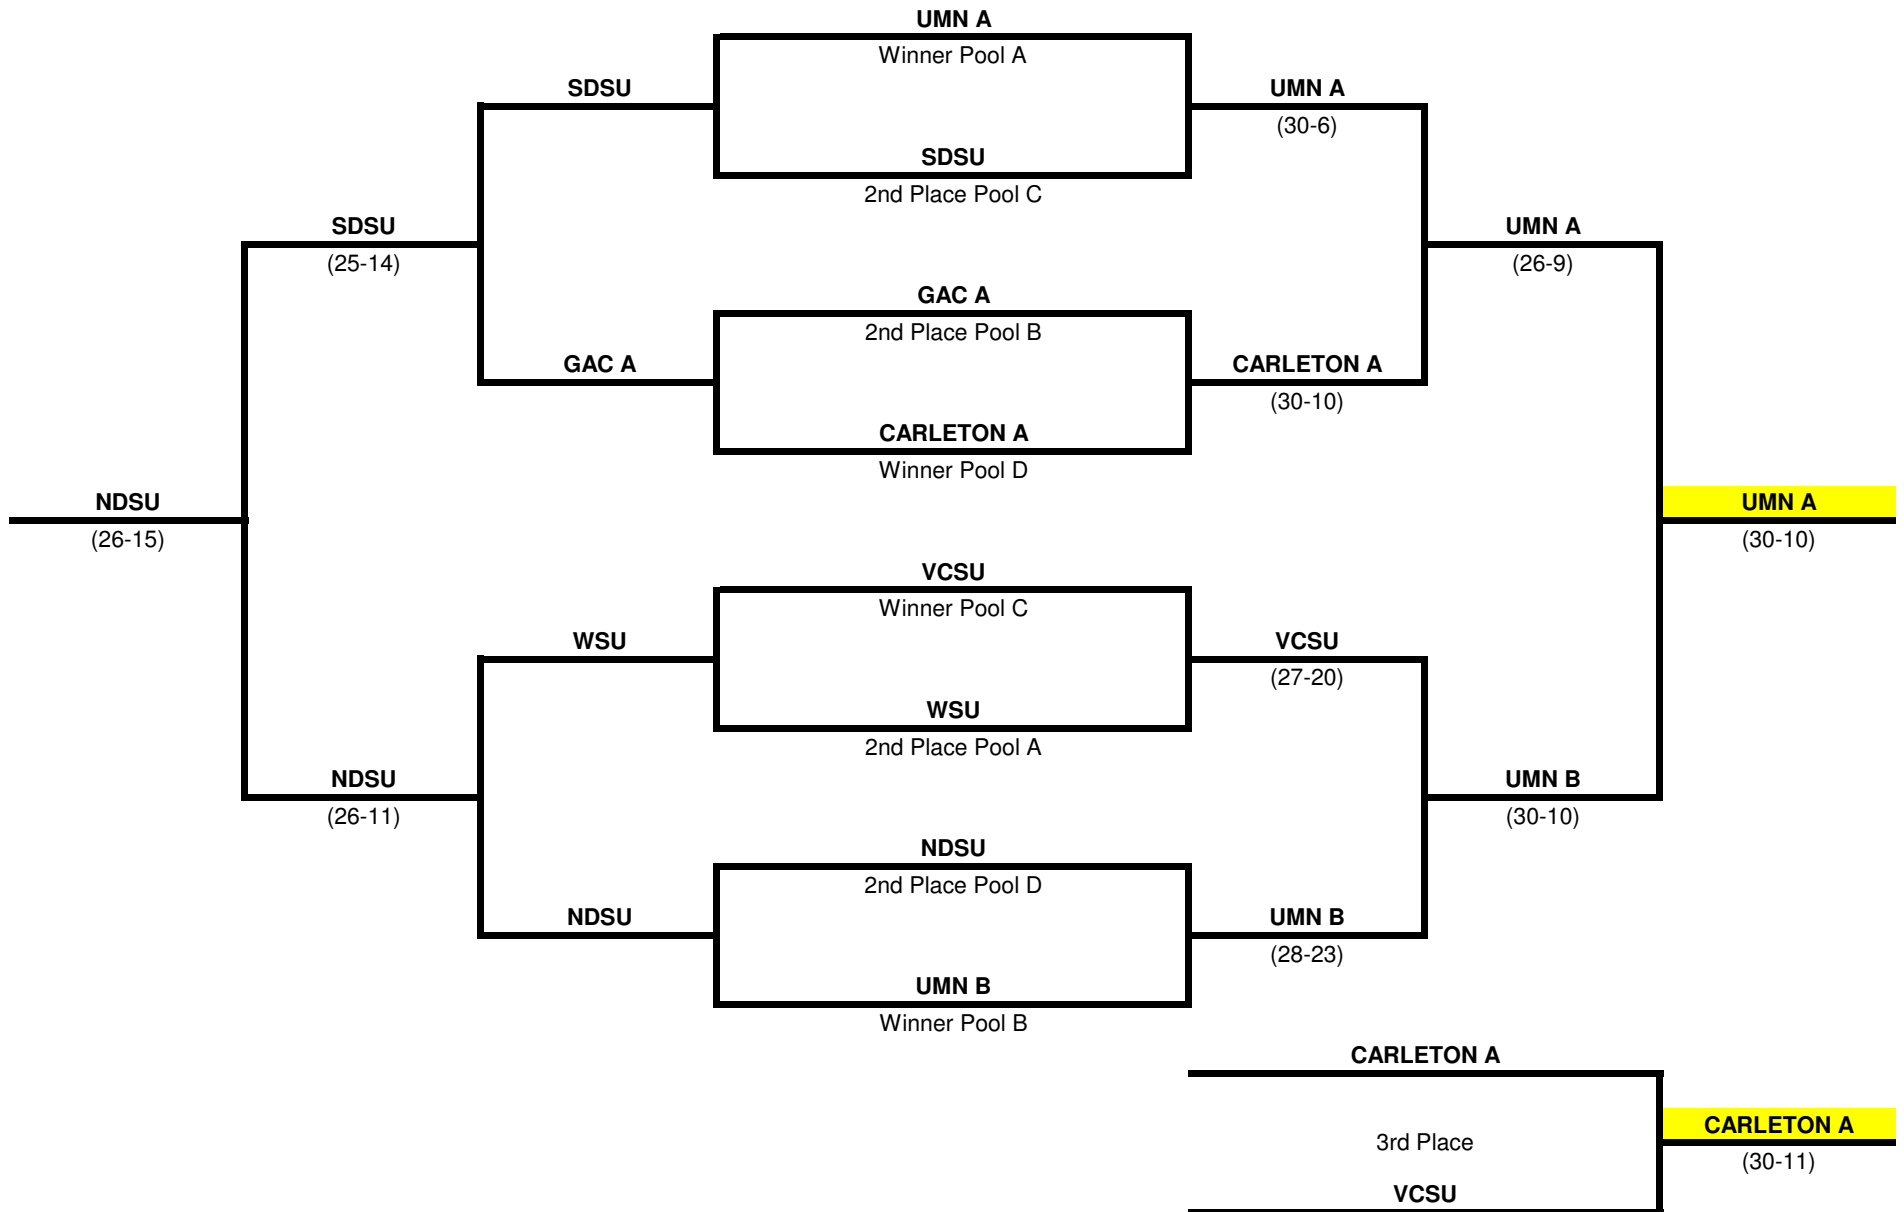 UMN A
Winner Pool A
SDSU
UMN A
(30-6)
SDSU
2nd Place Pool C
SDSU
(25-14)
UMN A
(26-9)
GAC A
2nd Place Pool B
GAC A
CARLETON A
(30-10)
CARLETON A
Winner Pool D
NDSU
(26-15)
UMN A
(30-10)
VCSU
Winner Pool C
WSU
VCSU
(27-20)
WSU
2nd Place Pool A
NDSU
(26-11)
UMN B
(30-10)
NDSU
2nd Place Pool D
NDSU
UMN B
(28-23)
UMN B
Winner Pool B
CARLETON A
CARLETON A
3rd Place
(30-11)
VCSU